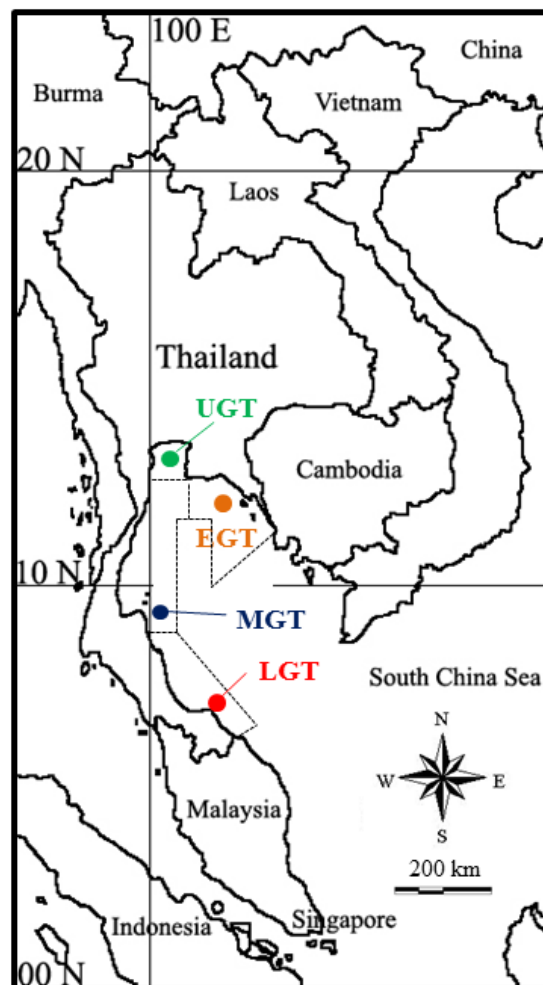 100 E
China
Burma
Vietnam
20 N
Laos
Thailand
UGT
Cambodia
EGT
10 N
MGT
LGT
South China Sea
N
W
E
S
Malaysia
200 km
Indonesia
Singapore
00 N